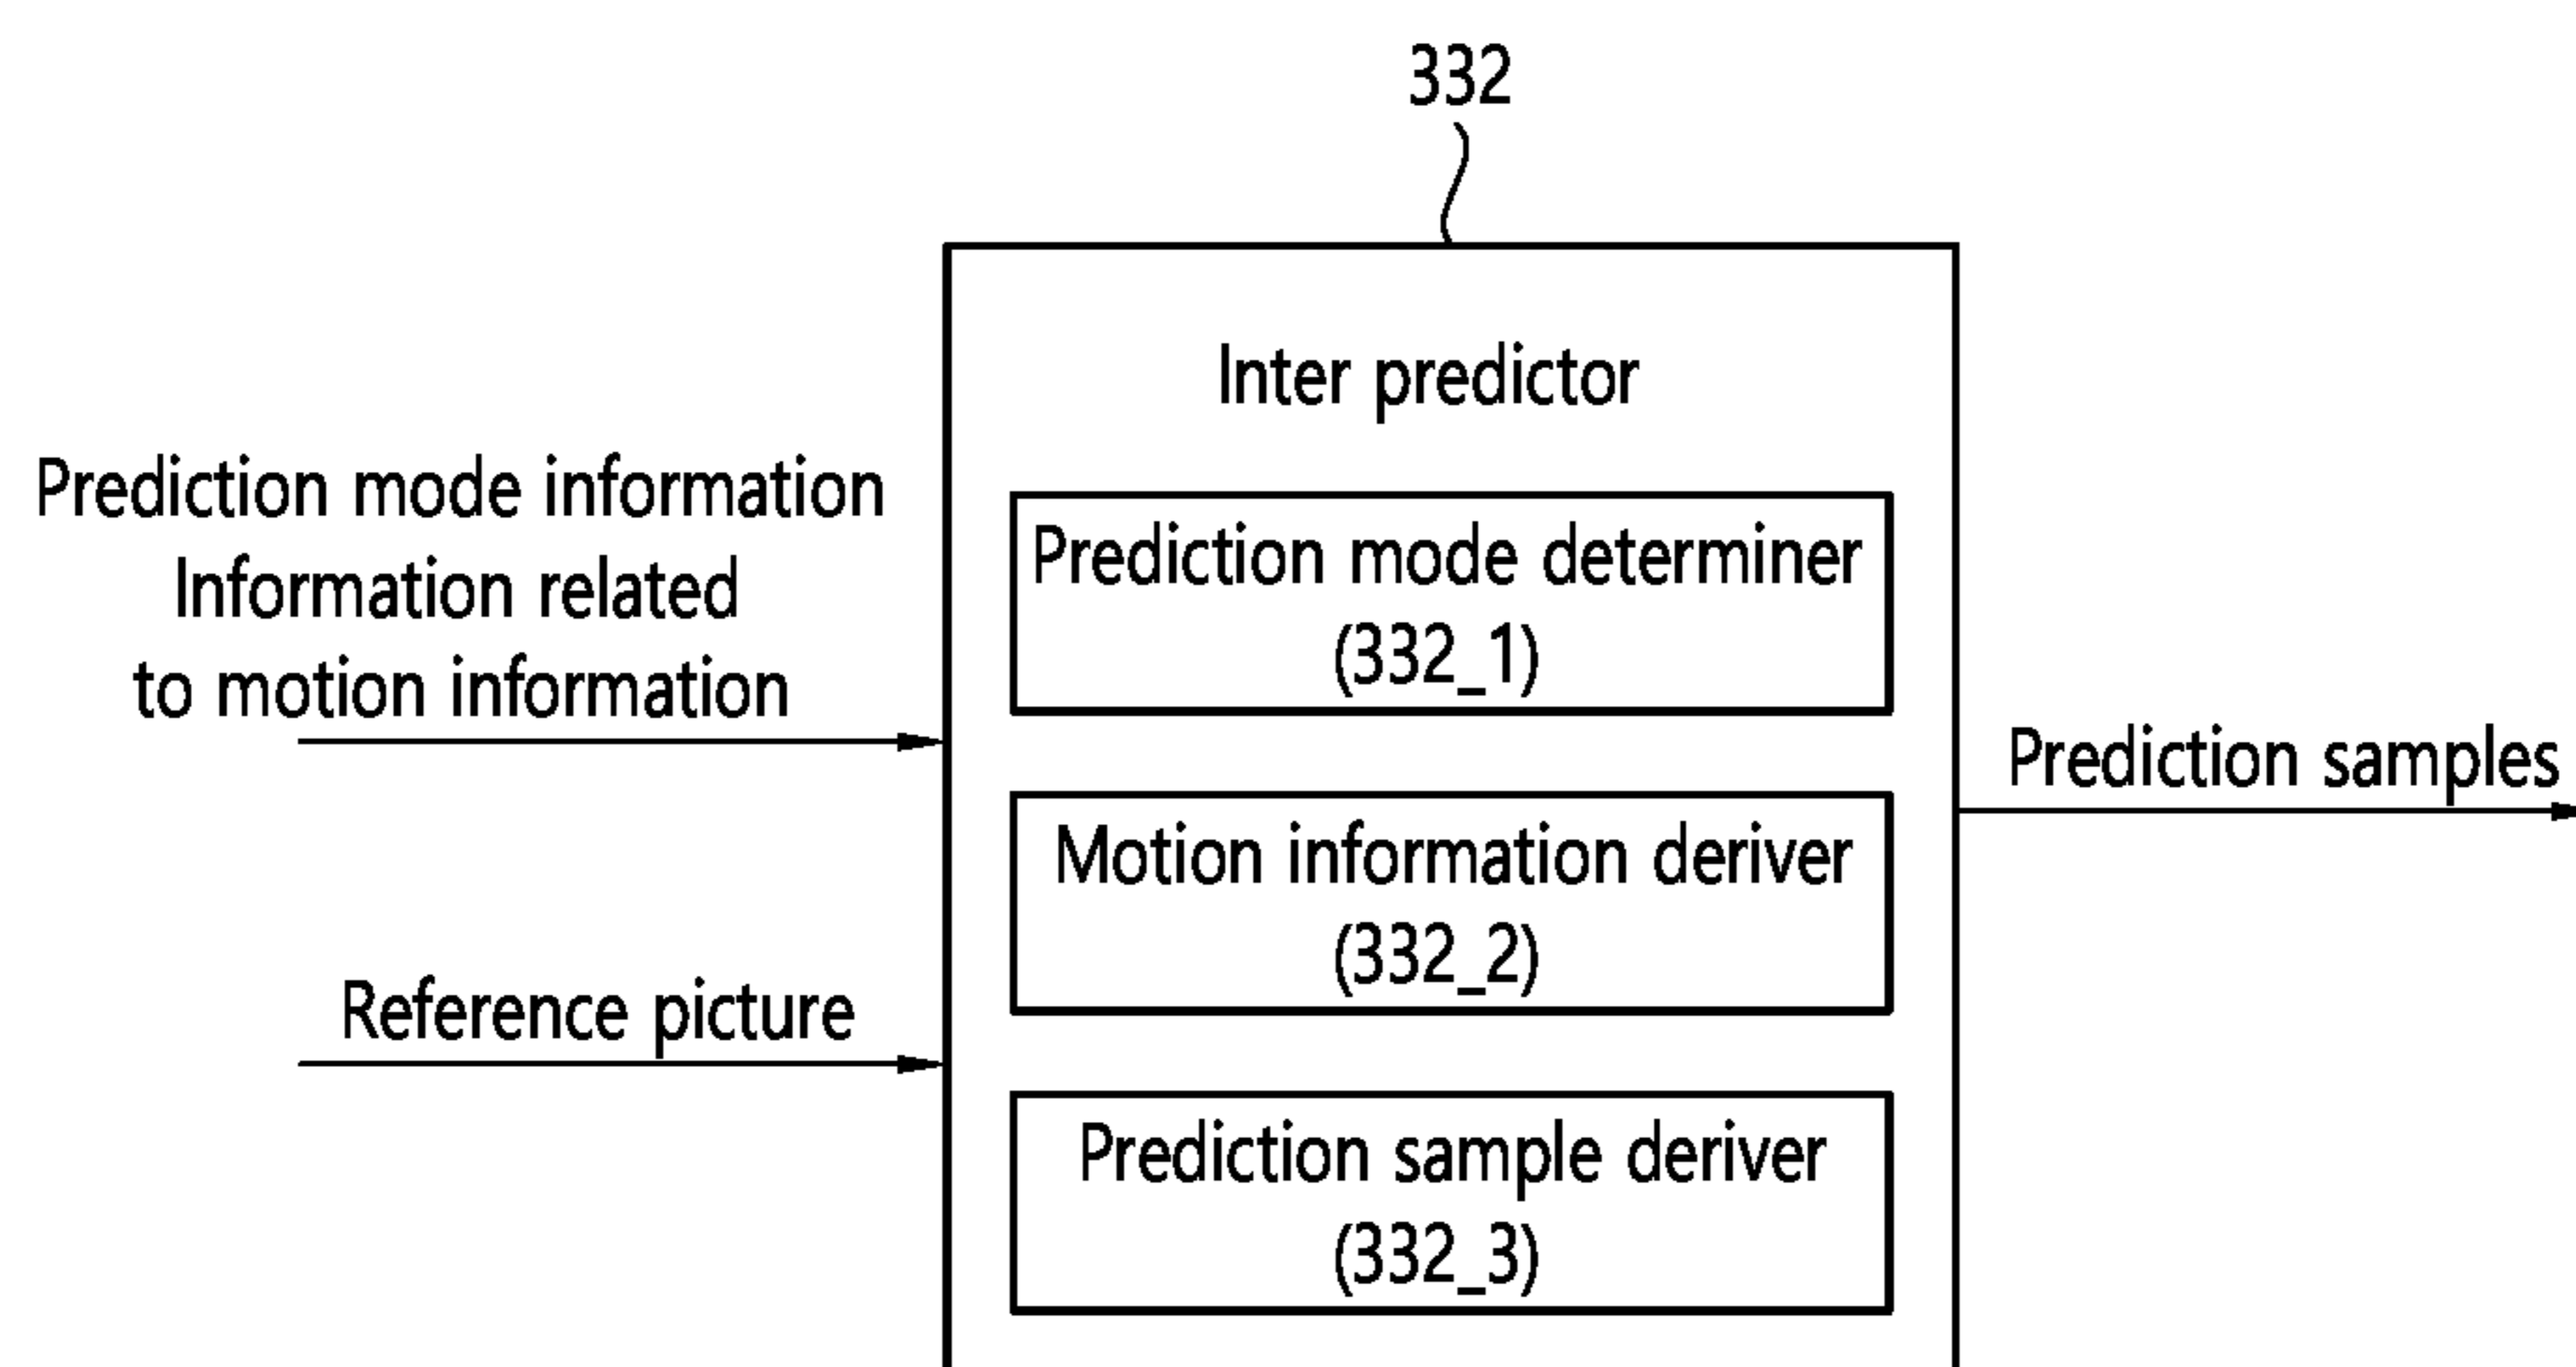 332
Inter predictor
Prediction mode information
Information related
to motion information
Reference picture
Prediction mode determiner
(332_1)
Motion information deriver
(332_2)
Prediction sample deriver
(332_3)
Prediction samples